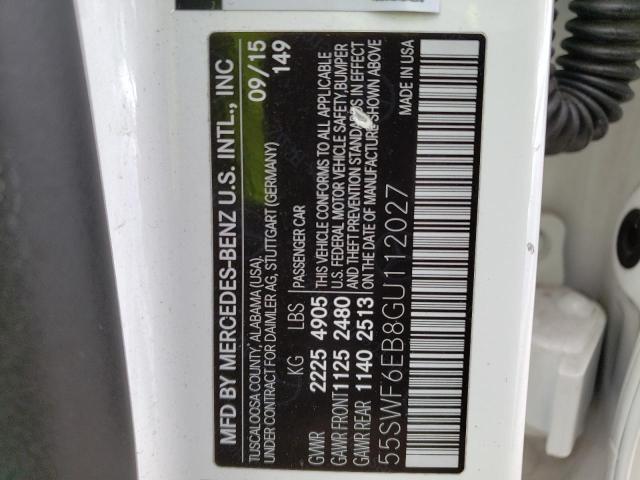 MFD BY MERCEDES-BENZ U.S. INTL., INC
TUSCALOOSA COUNTY, ALABAMA (USA),
UNDER CONTRACT FOR DAIMLER AG, STUTTGART (GERMANY)
09/15
149
KG LBS
GVWR 2225 4905
GAWR FRONT 1125 2480
GAWR REAR 1140 2513
PASSENGER CAR
THIS VEHICLE CONFORMS TO ALL APPLICABLE
U.S. FEDERAL MOTOR VEHICLE SAFETY, BUMPER
AND THEFT PREVENTION STANDARDS IN EFFECT
ON DATE OF MANUFACTURE SHOWN ABOVE
55SWF6EB8GU112027
MADE IN USA